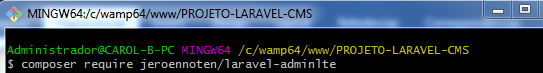 MINGW64:/c/wamp64/www/PROJETO-LARAVEL-CMS
Administrador@CAROL-B-PC MINGW64 /c/wamp64/www/PROJETO-LARAVEL-CMS
$ composer require jeroennoten/laravel-adminlte